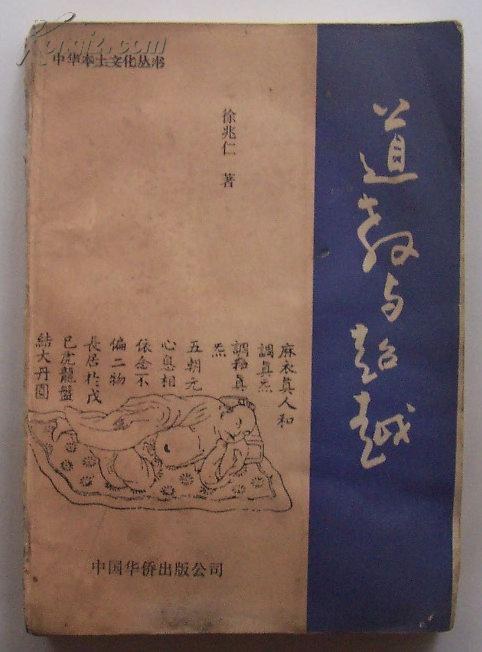 中华本土文化丛书
道教与超越
徐兆仁 著
麻衣真人和
調真炁
調和真
炁
五朝元
心息相
依念不
偏二物
長居於戊
已虎龍盤
結大丹圓
中国华侨出版公司